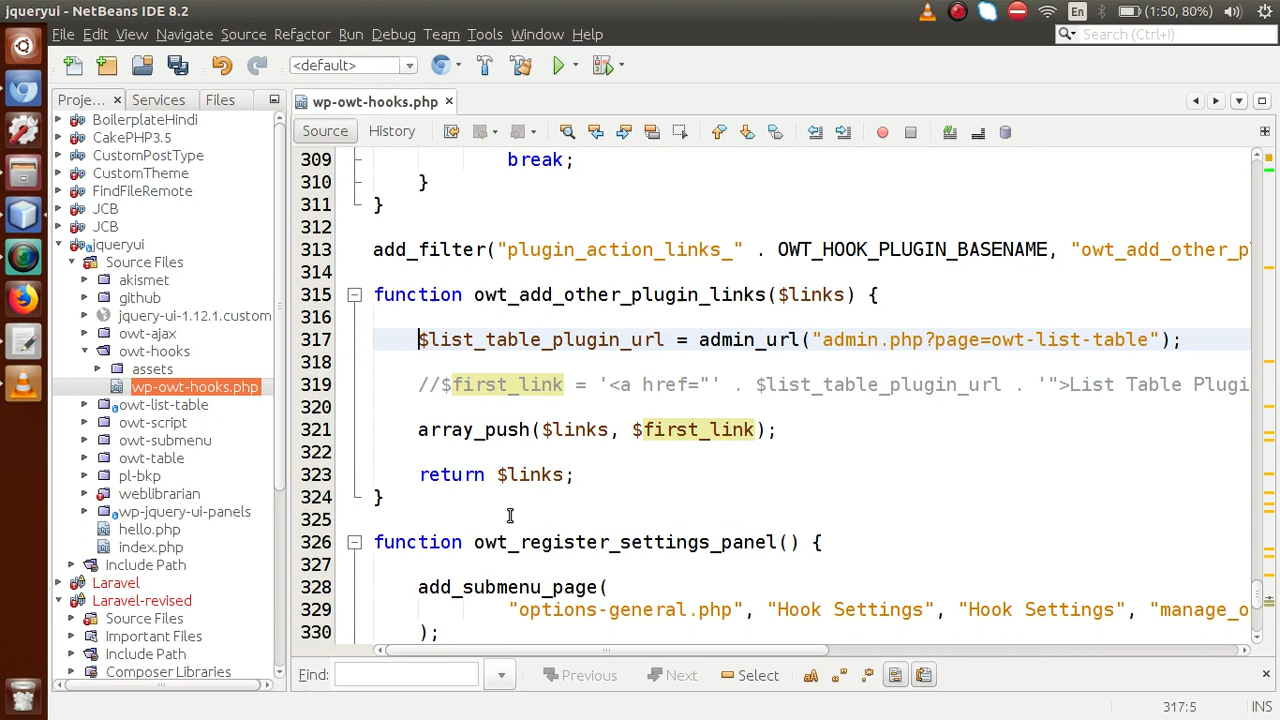 jqueryui - NetBeans IDE 8.2
En
(1:50, 80%)
File Edit View Navigate Source Refactor Run Debug Team Tools Window Help
Search (Ctrl+I)
<default>
Proje...
Services
Files
wp-owt-hooks.php
Source
History
BoilerplateHindi
CakePHP3.5
CustomPostType
CustomTheme
FindFileRemote
JCB
JCB
jqueryui
Source Files
akismet
github
jquery-ui-1.12.1.custom
owt-ajax
owt-hooks
assets
wp-owt-hooks.php
owt-list-table
owt-script
owt-submenu
owt-table
pl-bkp
weblibrarian
wp-jquery-ui-panels
hello.php
index.php
Include Path
Laravel
Laravel-revised
Source Files
Important Files
Include Path
Composer Libraries
309 break;
310 }
311 }
312
313 add_filter("plugin_action_links_" . OWT_HOOK_PLUGIN_BASENAME, "owt_add_other_p
314
315 function owt_add_other_plugin_links($links) {
316
317 $list_table_plugin_url = admin_url("admin.php?page=owt-list-table");
318
319 //$first_link = '<a href="' . $list_table_plugin_url . '">List Table Plugi
320
321 array_push($links, $first_link);
322
323 return $links;
324 }
325
326 function owt_register_settings_panel() {
327
328 add_submenu_page(
329 "options-general.php", "Hook Settings", "Hook Settings", "manage_o
330 );
Find:
Previous
Next
Select
317:5
INS